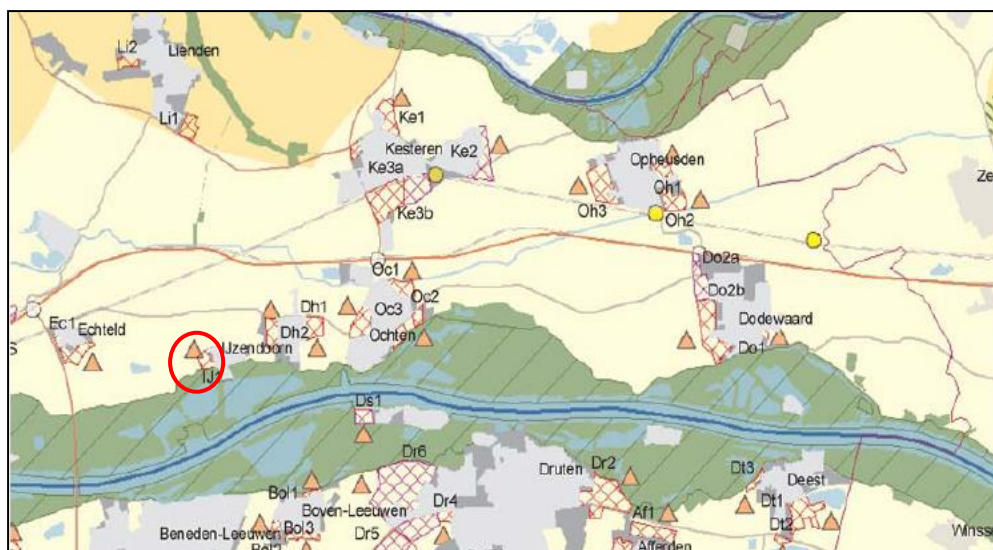 Li2
Lienden
Li1
Ke1
Kesteren
Ke2
Ke3a
Ke3b
Opheusden
Oh1
Oh3
Oh2
Ze
Oc1
Oc2
Oc3
Ochten
Do2a
Do2b
Dodewaard
Do1
Ec1
Echteld
S
Dh1
Dh2
IJzendoorn
Ds1
Dr6
Druten
Dr2
Dt3
Deest
Bol1
Boven-Leeuwen
Dr4
Dt1
Af1
Dt2
Beneden-Leeuwen
Bol3
Dr5
Afferden
Winsse
Bol2